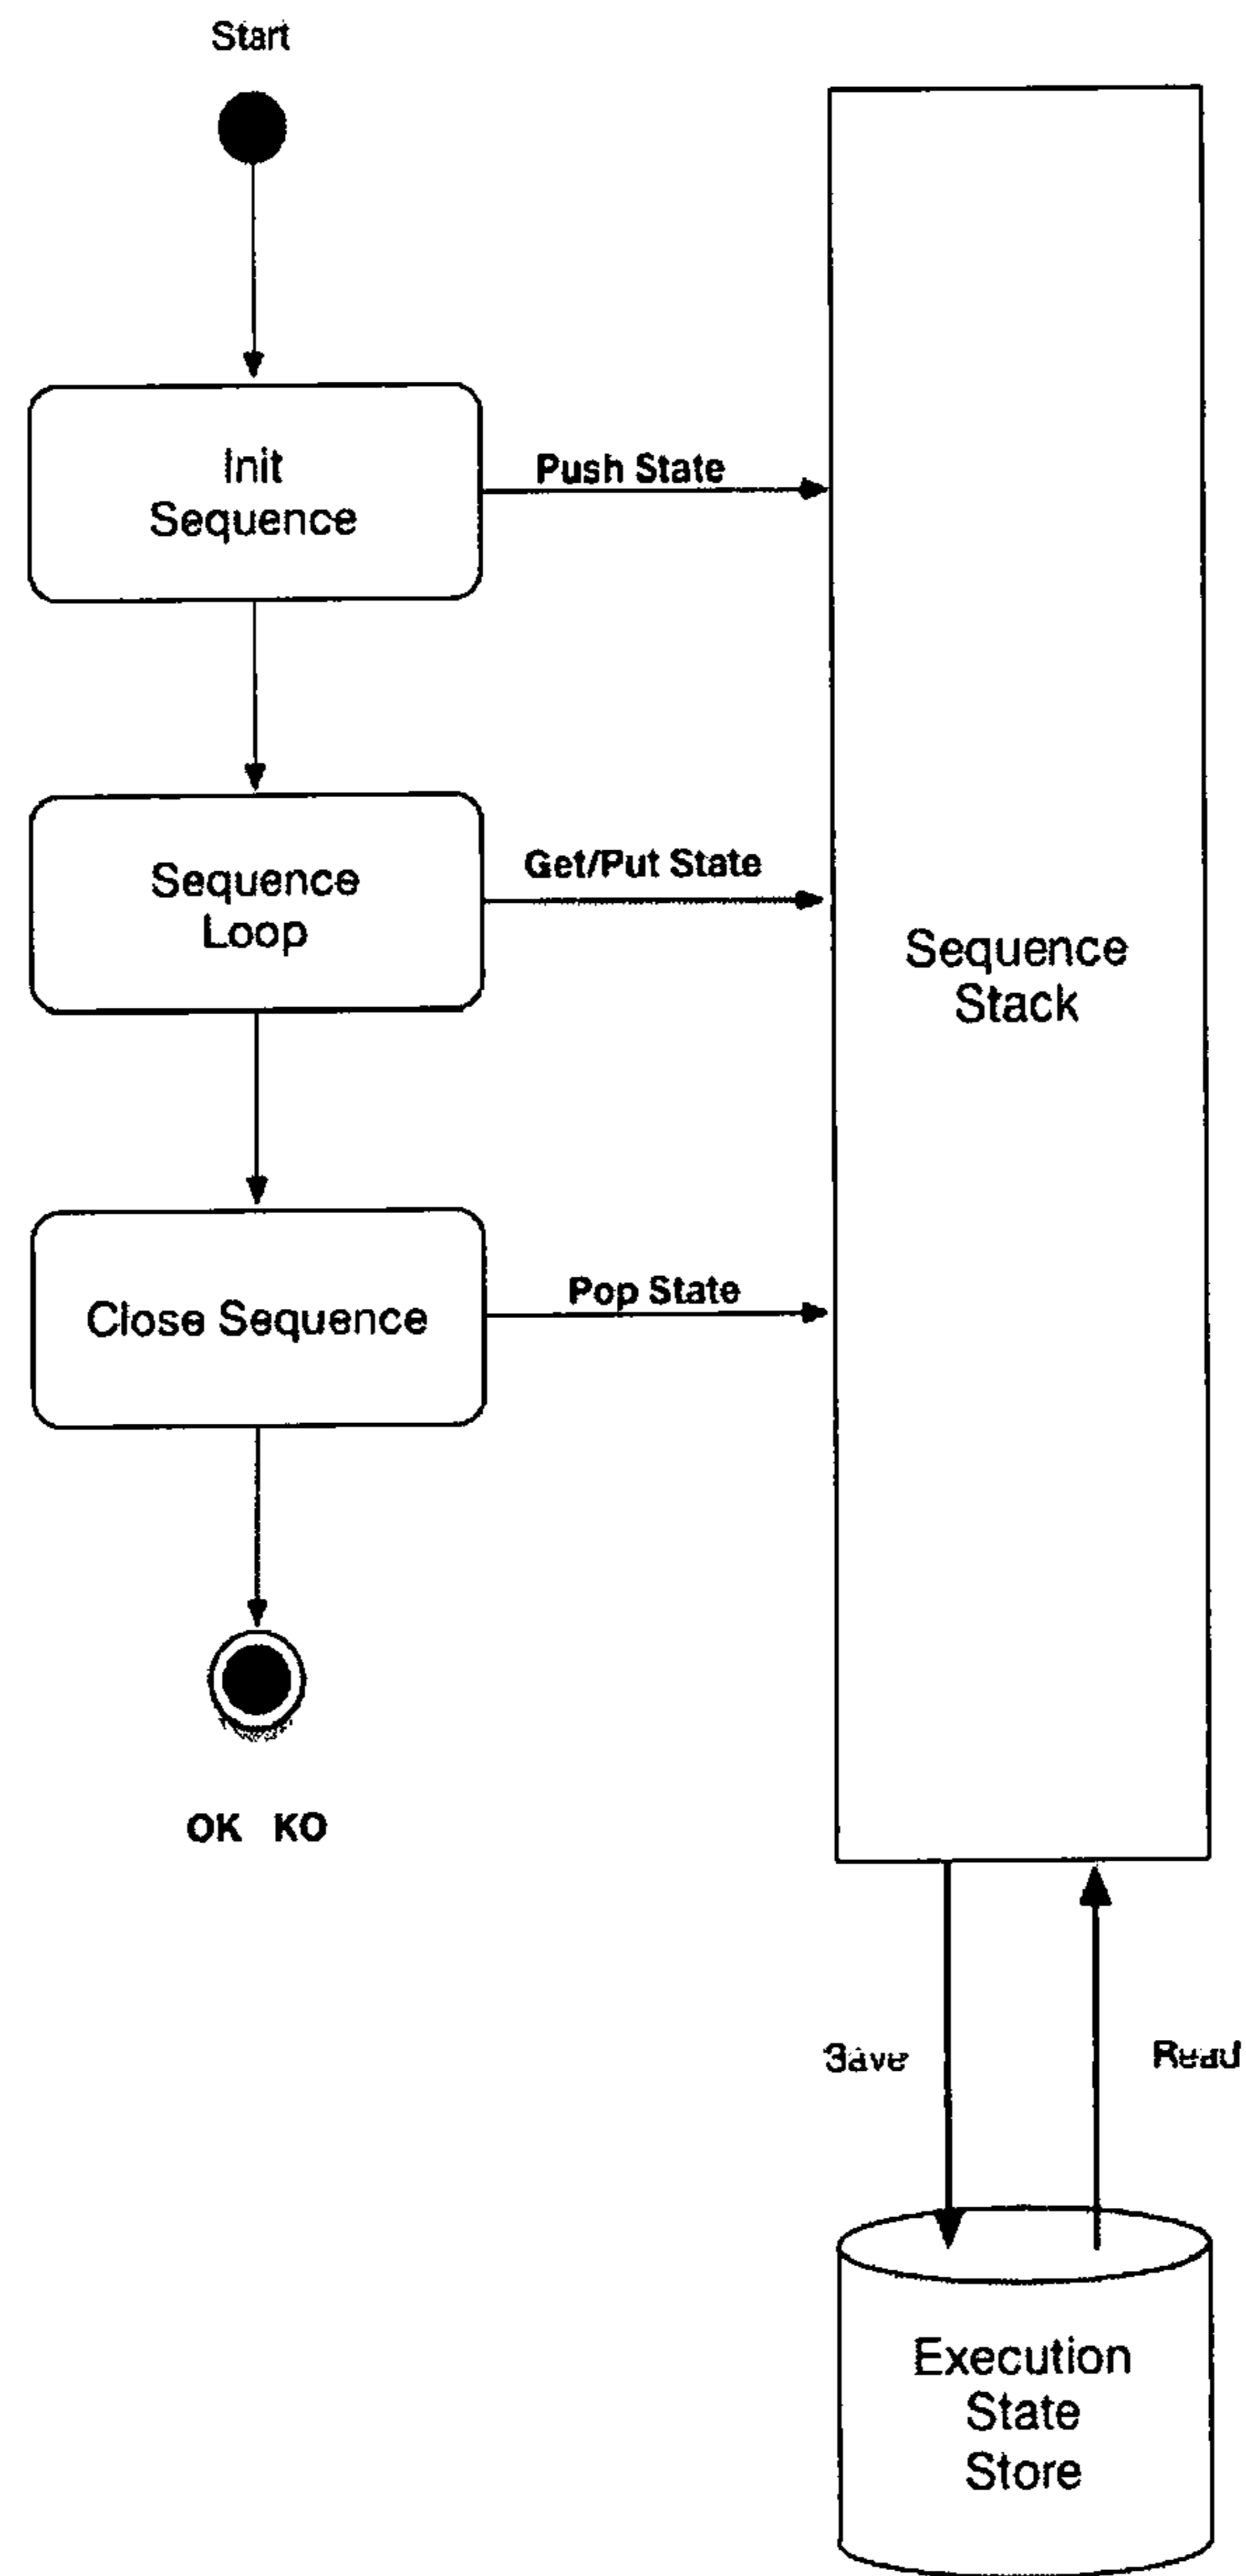 Start
Init
Sequence
Push State
Sequence
Loop
Get/Put State
Sequence
Stack
Close Sequence
Pop State
OK KO
Save
Read
Execution
State
Store